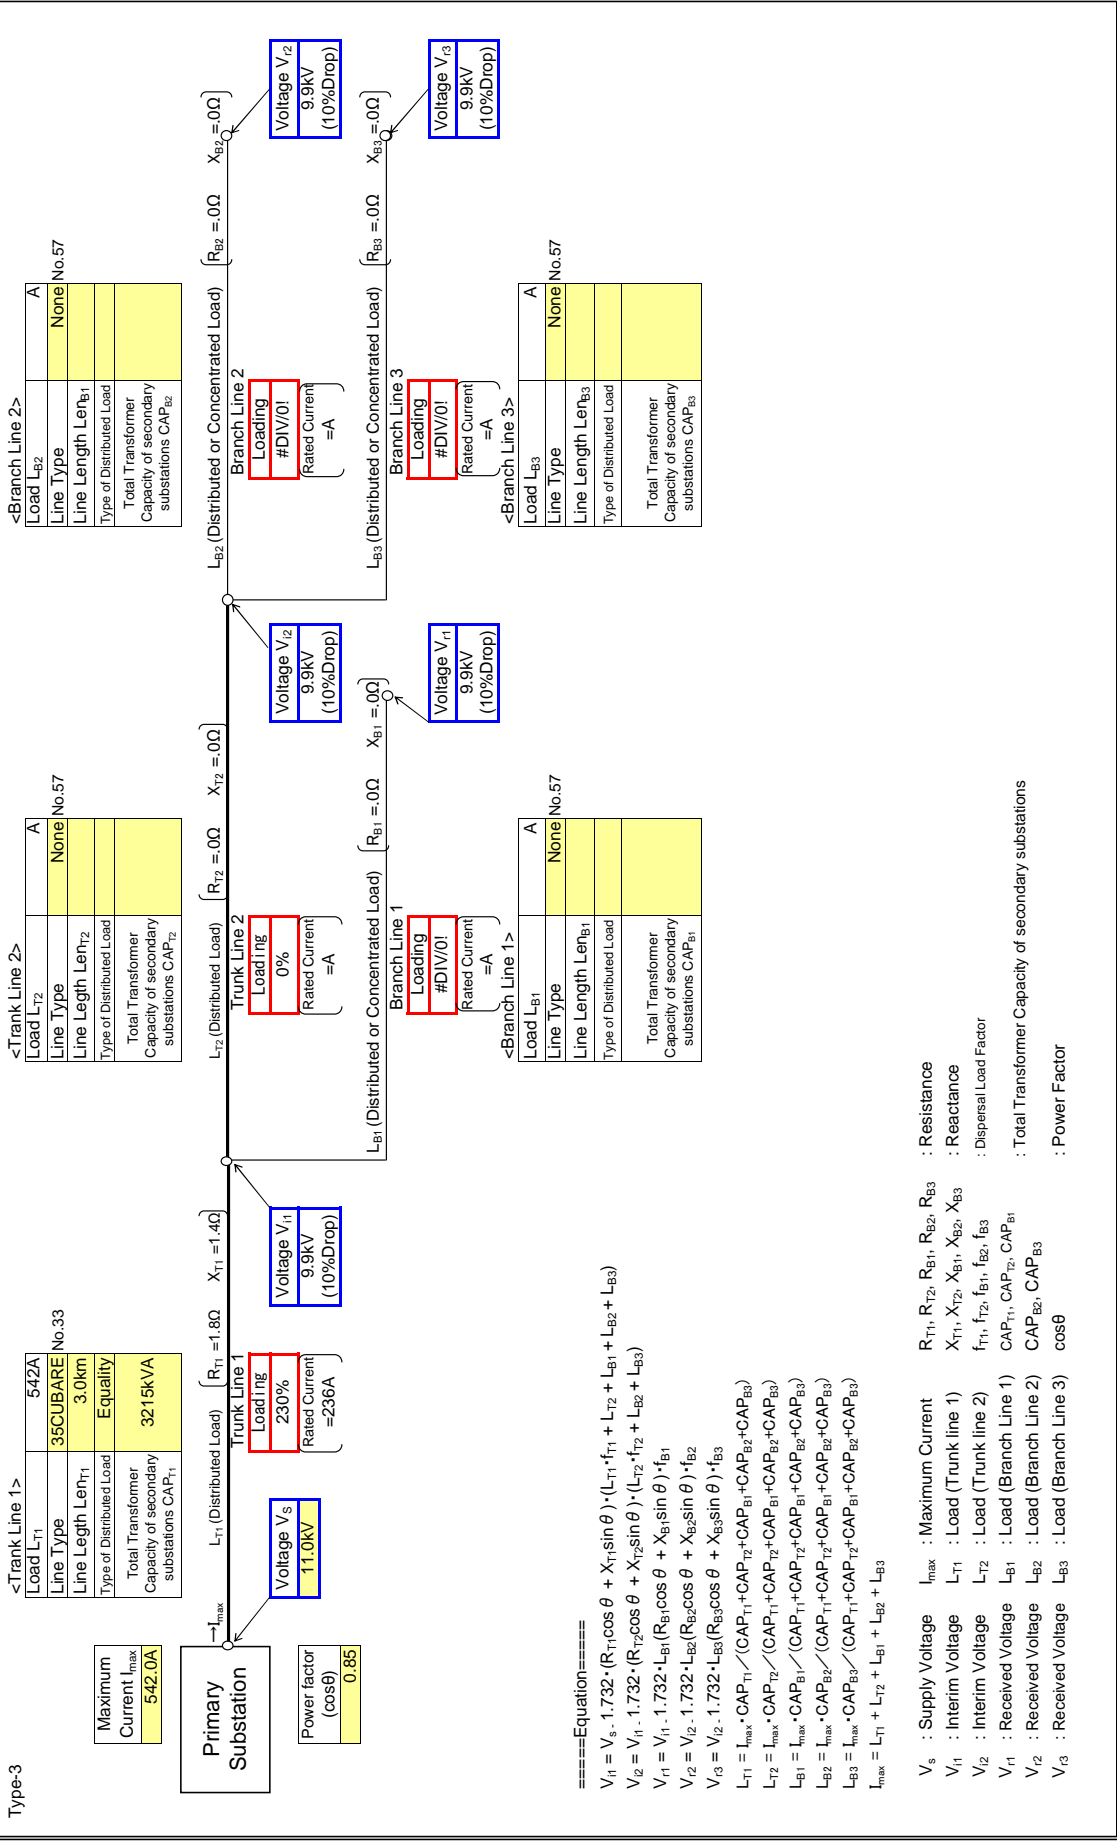 Type-3
Maximum
Current Imax
542.0A
Primary
Substation
Power factor
(cosθ)
0.85
→Imax
Voltage VS
11.0kV
<Trank Line 1>
Load LT1 542A
Line Type 35CUBARE No.33
Line Length LenT1 3.0km
Type of Distributed Load Equality
Total Transformer
Capacity of secondary
substations CAPT1
3215kVA
LT1 (Distributed Load) RT1 =1.8Ω XT1 =1.4Ω
Trunk Line 1
Loading
230%
Rated Current
=236A
Voltage Vi1
9.9kV
(10%Drop)
<Trank Line 2>
Load LT2 A
Line Type None No.57
Line Legth LenT2
Type of Distributed Load
Total Transformer
Capacity of secondary
substations CAPT2
LT2 (Distributed Load) RT2 =.0Ω XT2 =.0Ω
Trunk Line 2
Loading
0%
Rated Current
=A
Voltage Vi2
9.9kV
(10%Drop)
LB1 (Distributed or Concentrated Load) RB1 =.0Ω XB1 =.0Ω
Branch Line 1
Loading
#DIV/0!
Rated Current
=A
Voltage Vr1
9.9kV
(10%Drop)
<Branch Line 1>
Load LB1 A
Line Type None No.57
Line Length LenB1
Type of Distributed Load
Total Transformer
Capacity of secondary
substations CAPB1
<Branch Line 2>
Load LB2 A
Line Type None No.57
Line Length LenB1
Type of Distributed Load
Total Transformer
Capacity of secondary
substations CAPB2
LB2 (Distributed or Concentrated Load) RB2 =.0Ω XB2 =.0Ω
Branch Line 2
Loading
#DIV/0!
Rated Current
=A
Voltage Vr2
9.9kV
(10%Drop)
LB3 (Distributed or Concentrated Load) RB3 =.0Ω XB3 =.0Ω
Branch Line 3
Loading
#DIV/0!
Rated Current
=A
Voltage Vr3
9.9kV
(10%Drop)
<Branch Line 3>
Load LB3 A
Line Type None No.57
Line Length LenB3
Type of Distributed Load
Total Transformer
Capacity of secondary
substations CAPB3
=====Equation=====
Vi1 = VS - 1.732・(RT1cosθ + XT1sinθ)・(LT1・fT1 + LT2 + LB1 + LB2 + LB3)
Vi2 = Vi1 - 1.732・(RT2cosθ + XT2sinθ)・(LT2・fT2 + LB2 + LB3)
Vr1 = Vi1 - 1.732・LB1(RB1cosθ + XB1sinθ)・fB1
Vr2 = Vi2 - 1.732・LB2(RB2cosθ + XB2sinθ)・fB2
Vr3 = Vi2 - 1.732・LB3(RB3cosθ + XB3sinθ)・fB3
LT1 = Imax・CAPT1／(CAPT1+CAPT2+CAPB1+CAPB2+CAPB3)
LT2 = Imax・CAPT2／(CAPT1+CAPT2+CAPB1+CAPB2+CAPB3)
LB1 = Imax・CAPB1／(CAPT1+CAPT2+CAPB1+CAPB2+CAPB3)
LB2 = Imax・CAPB2／(CAPT1+CAPT2+CAPB1+CAPB2+CAPB3)
LB3 = Imax・CAPB3／(CAPT1+CAPT2+CAPB1+CAPB2+CAPB3)
Imax = LT1 + LT2 + LB1 + LB2 + LB3
Vs : Supply Voltage Imax : Maximum Current RT1, RT2, RB1, RB2, RB3 : Resistance
Vi1 : Interim Voltage LT1 : Load (Trunk line 1) XT1, XT2, XB1, XB2, XB3 : Reactance
Vi2 : Interim Voltage LT2 : Load (Trunk line 2) fT1, fT2, fB1, fB2, fB3 : Dispersal Load Factor
Vr1 : Received Voltage LB1 : Load (Branch Line 1) CAPT1, CAPT2, CAPB1 : Total Transformer Capacity of secondary substations
Vr2 : Received Voltage LB2 : Load (Branch Line 2) CAPB2, CAPB3
Vr3 : Received Voltage LB3 : Load (Branch Line 3) cosθ : Power Factor